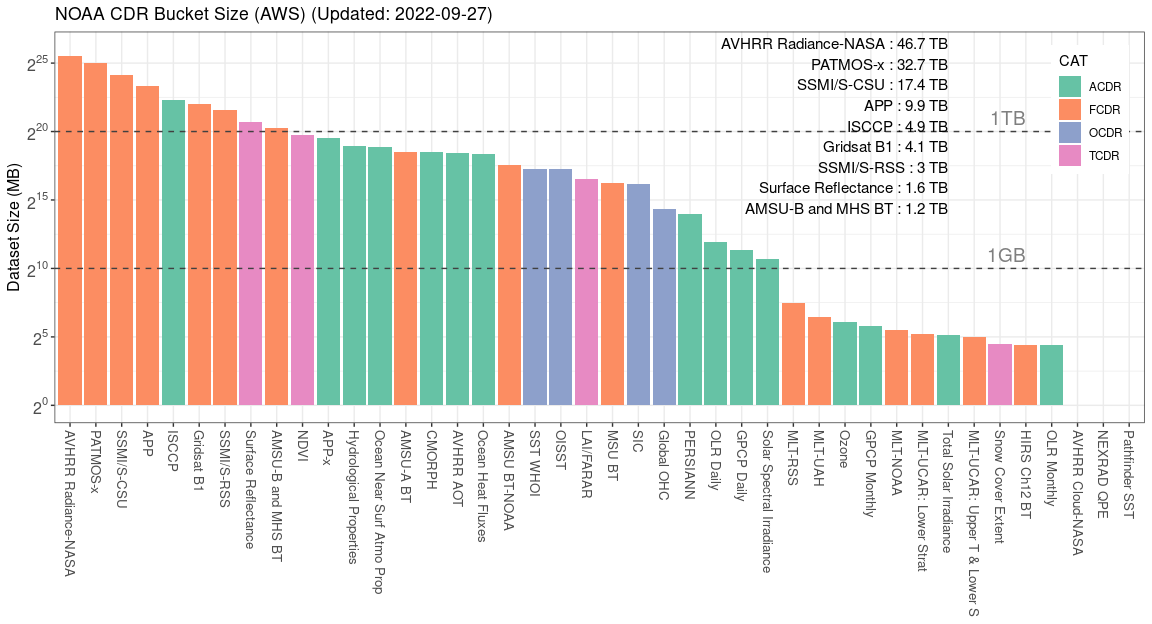 NOAA CDR Bucket Size (AWS) (Updated: 2022-09-27)
AVHRR Radiance-NASA : 46.7 TB
PATMOS-x : 32.7 TB
SSMI/S-CSU : 17.4 TB
APP : 9.9 TB
ISCCP : 4.9 TB
Gridsat B1 : 4.1 TB
SSMI/S-RSS : 3 TB
Surface Reflectance : 1.6 TB
AMSU-B and MHS BT : 1.2 TB
CAT
ACDR
FCDR
OCDR
TCDR
1TB
1GB
Dataset Size (MB)
2^25
2^20
2^15
2^10
2^5
2^0
AVHRR Radiance-NASA
PATMOS-x
SSMI/S-CSU
APP
ISCCP
Gridsat B1
SSMI/S-RSS
Surface Reflectance
AMSU-B and MHS BT
NDVI
APP-x
Hydrological Properties
Ocean Near Surf Atmo Prop
AMSU-A BT
CMORPH
AVHRR AOT
Ocean Heat Fluxes
AMSU BT-NOAA
SST WHOI
OISST
LAI/FARAR
MSU BT
SIC
Global OHC
PERSIANN
OLR Daily
GPCP Daily
Solar Spectral Irradiance
MLT-RSS
MLT-UAH
Ozone
GPCP Monthly
MLT-NOAA
MLT-UCAR: Lower Strat
Total Solar Irradiance
MLT-UCAR: Upper T & Lower S
Snow Cover Extent
HIRS Ch12 BT
OLR Monthly
AVHRR Cloud-NASA
NEXRAD QPE
Pathfinder SST